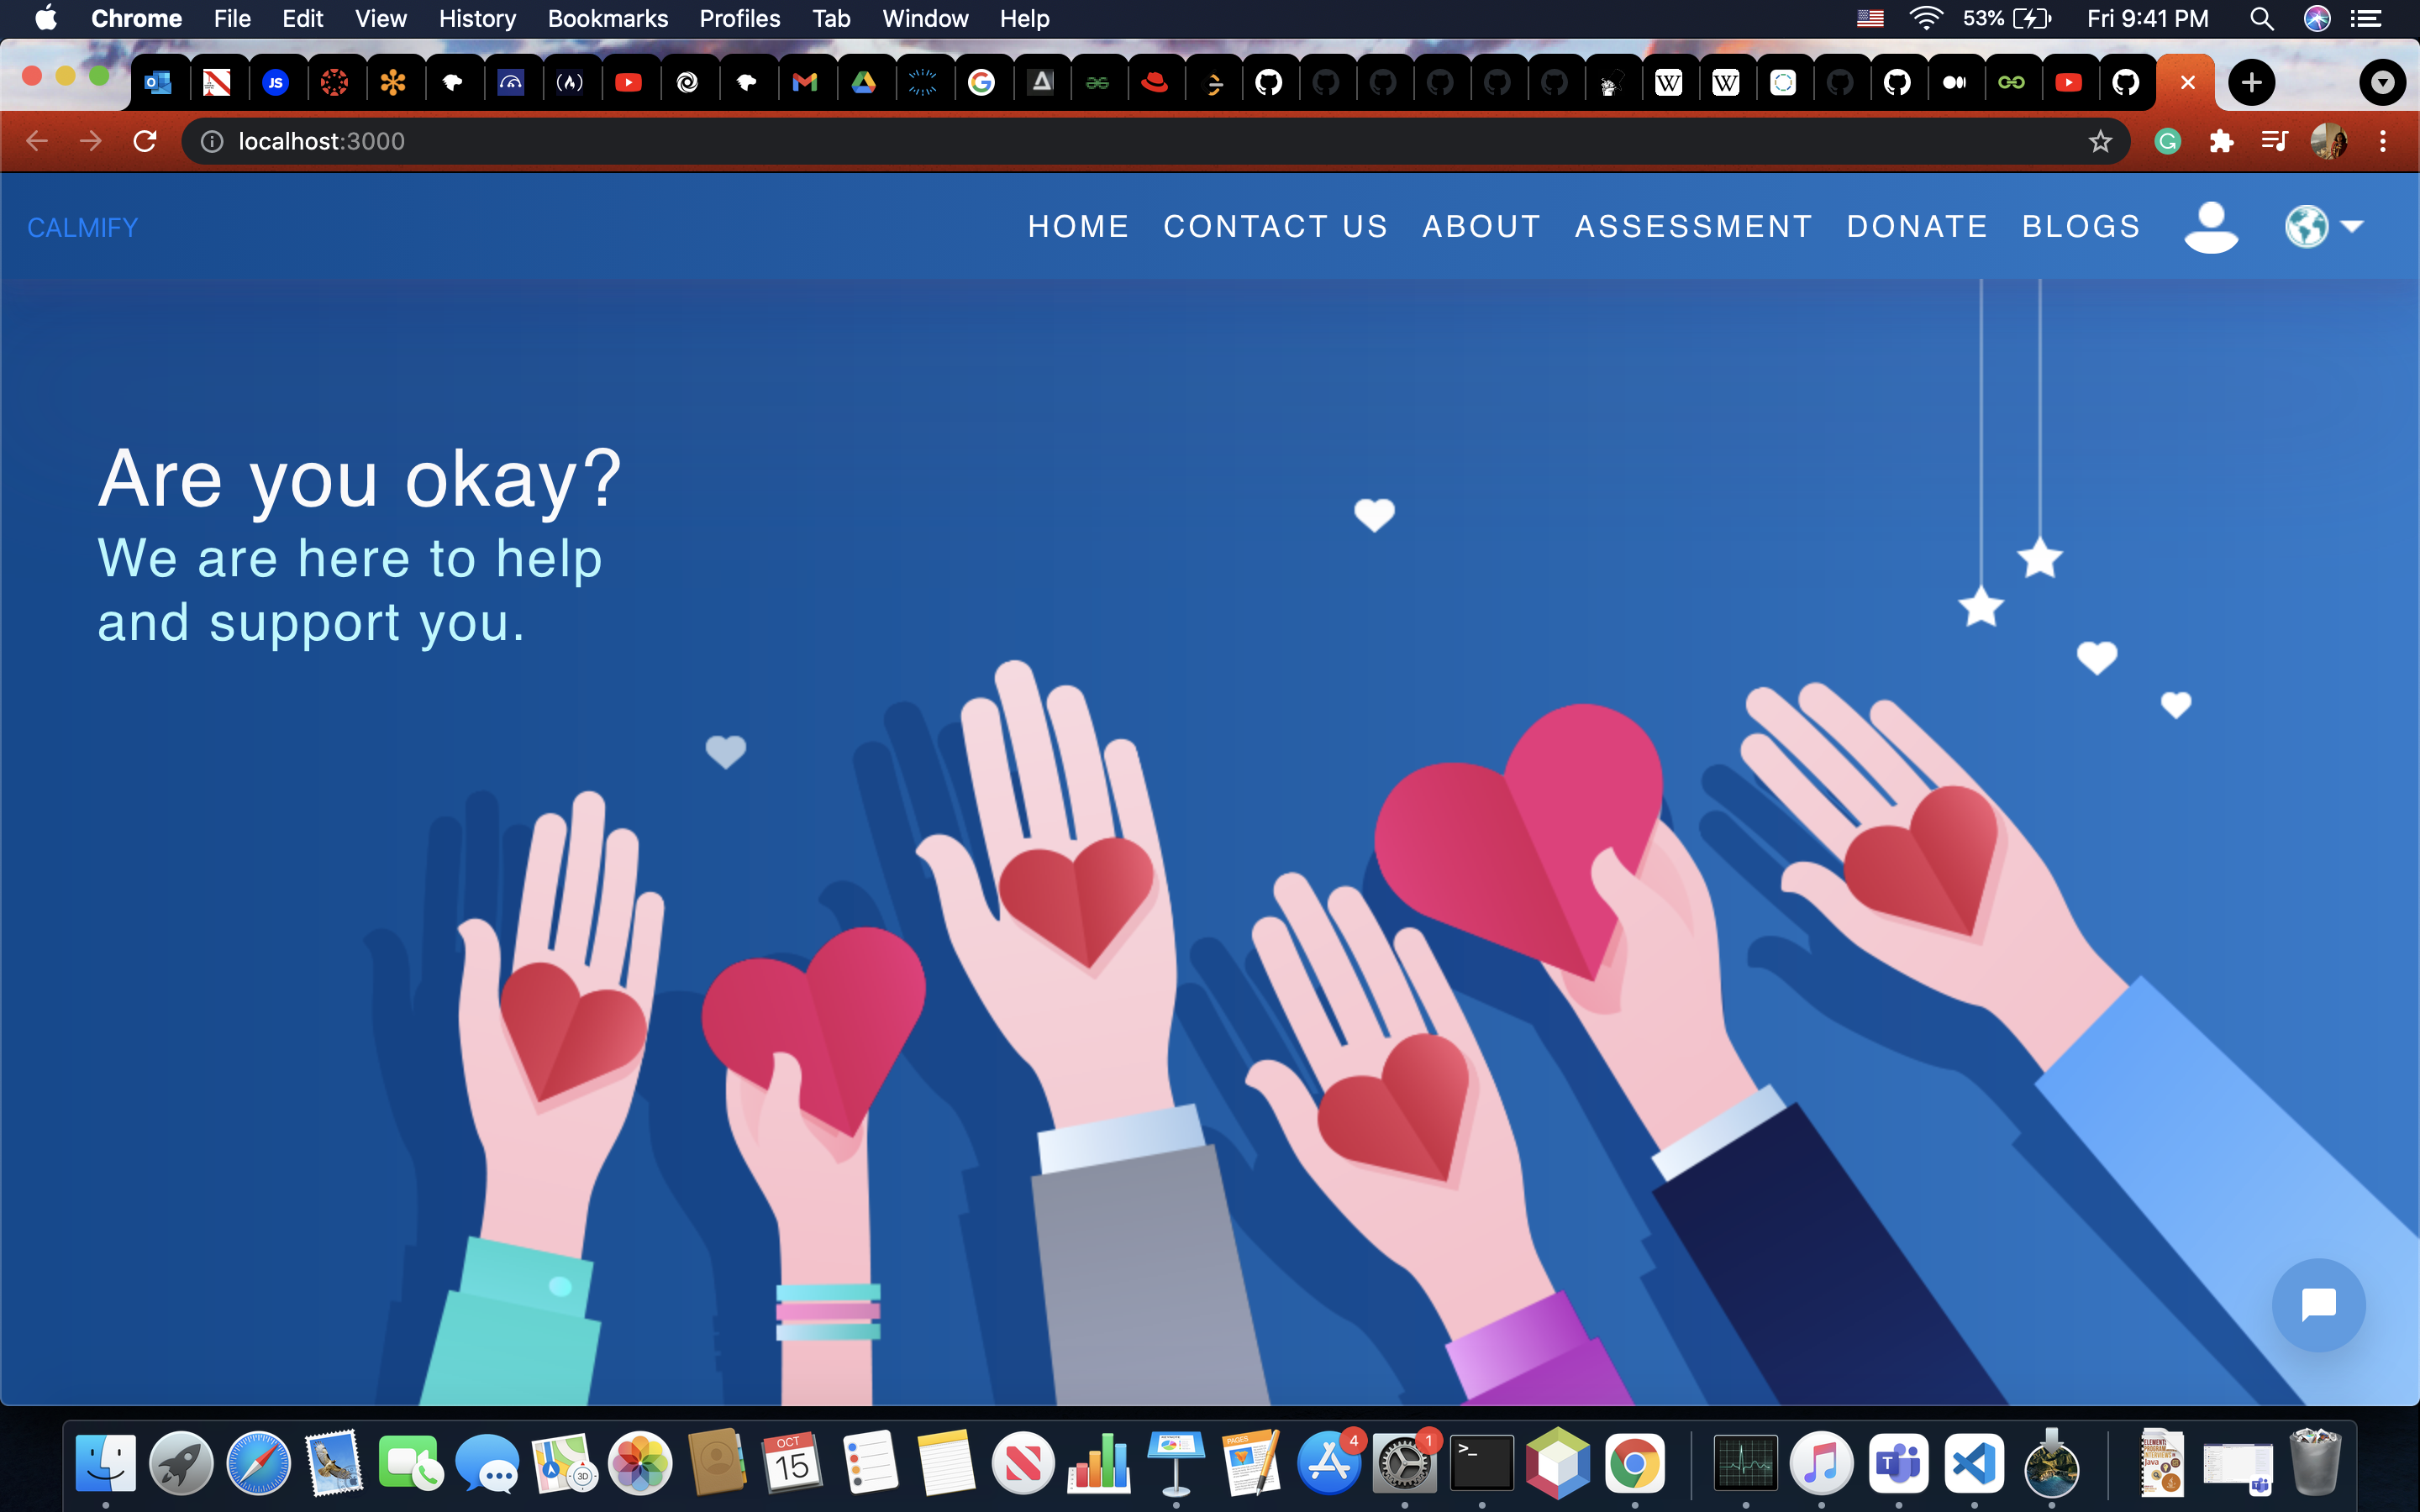 Chrome File Edit View History Bookmarks Profiles Tab Window Help 53% Fri 9:41 PM
localhost:3000
CALMIFY HOME CONTACT US ABOUT ASSESSMENT DONATE BLOGS
Are you okay?
We are here to help
and support you.
OCT
15
3D
4
1